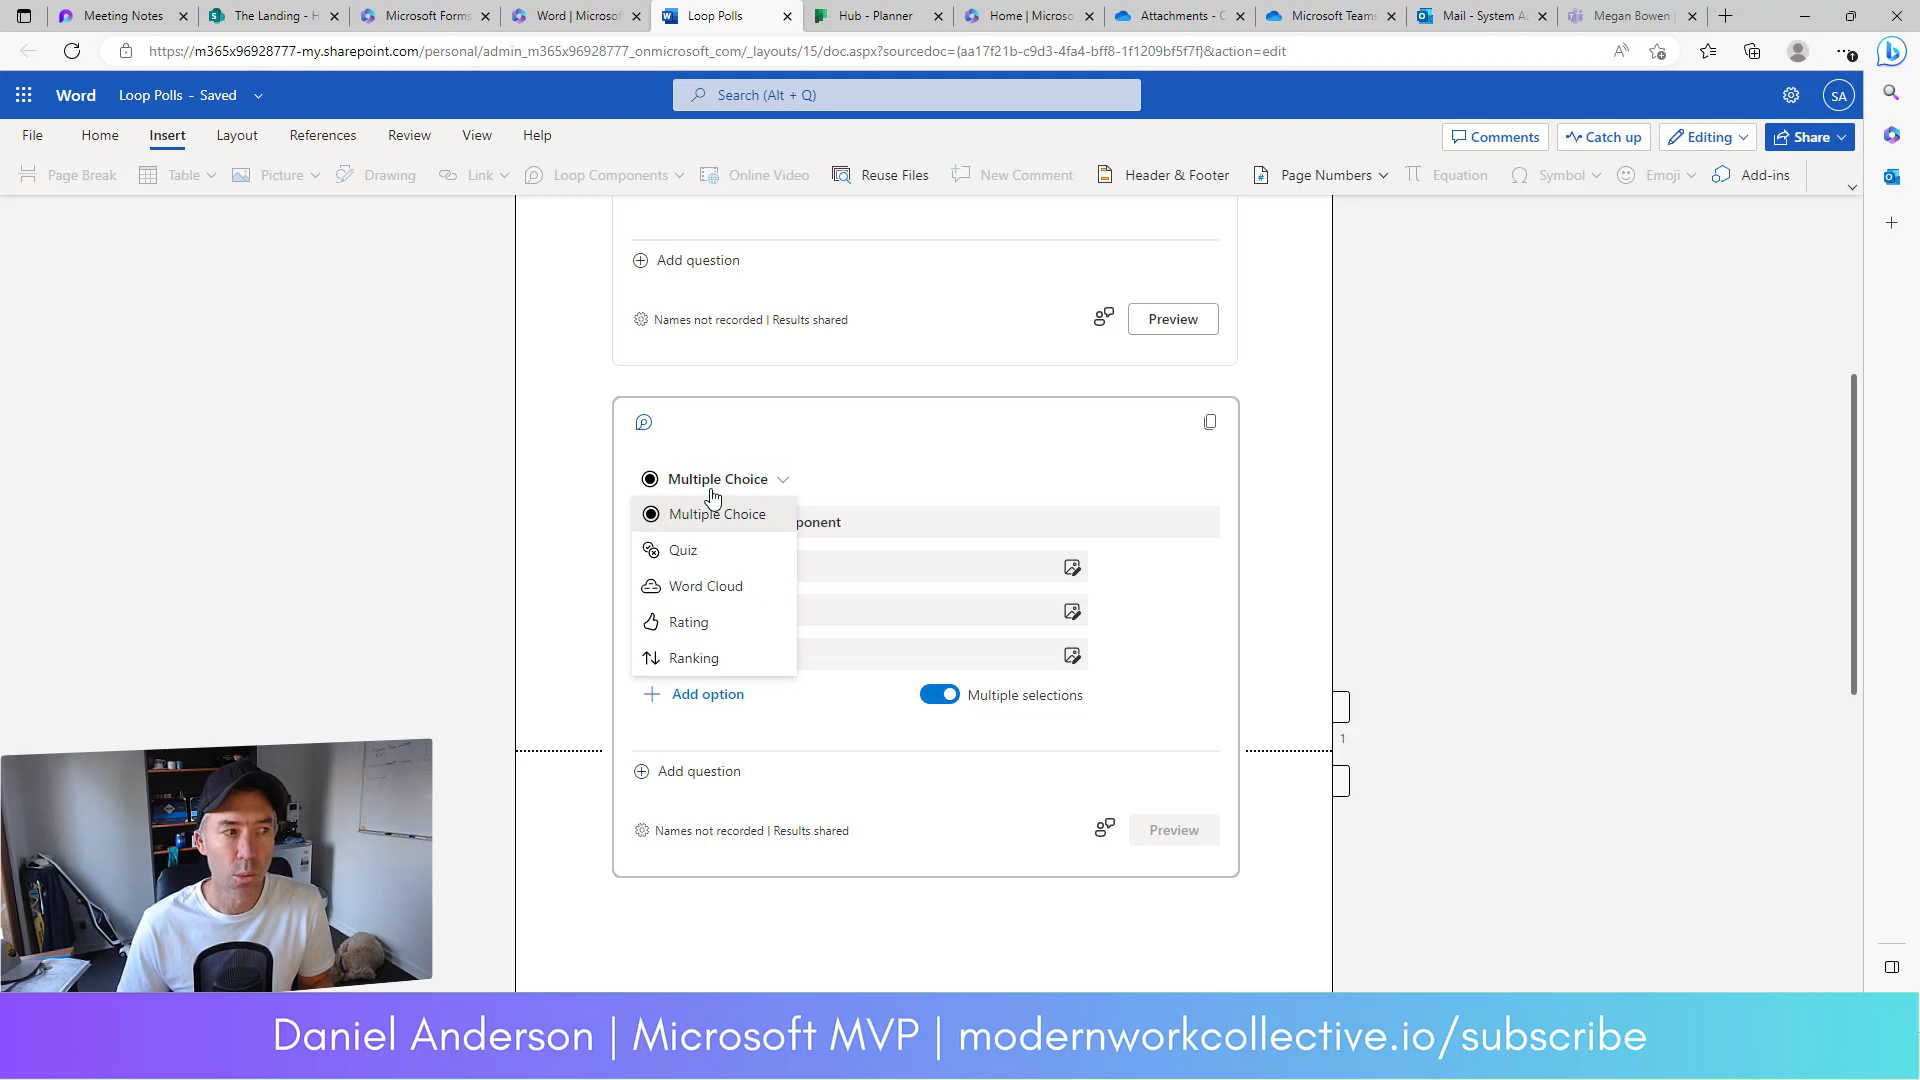 Meeting Notes
The Landing - H
Microsoft Forms
Word | Microsof
Loop Polls
Hub - Planner
Home | Microso
Attachments - C
Microsoft Teams
Mail - System A
Megan Bowen |
https://m365x96928777-my.sharepoint.com/personal/admin_m365x96928777_onmicrosoft_com/_layouts/15/doc.aspx?sourcedoc={aa17f21b-c9d3-4fa4-bff8-1f1209bf5f7f}&action=edit
Word Loop Polls - Saved Search (Alt + Q) SA
File Home Insert Layout References Review View Help Comments Catch up Editing Share
Page Break Table Picture Drawing Link Loop Components Online Video Reuse Files New Comment Header & Footer Page Numbers Equation Symbol Emoji Add-ins
Add question
Names not recorded | Results shared Preview
Multiple Choice
Multiple Choice
ponent
Quiz
Word Cloud
Rating
Ranking
Add option Multiple selections
1
Add question
Names not recorded | Results shared Preview
Daniel Anderson | Microsoft MVP | modernworkcollective.io/subscribe